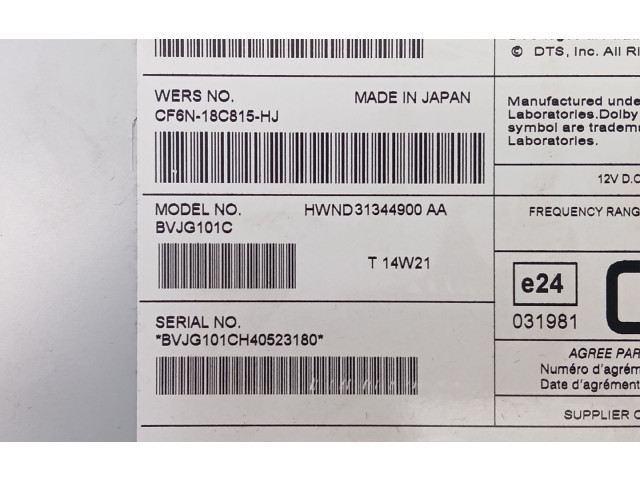 © DTS, Inc. All RI
WERS NO. MADE IN JAPAN
CF6N-18C815-HJ
Manufactured unde
Laboratories.Dolby
symbol are tradem
Laboratories.
12V D.C
MODEL NO. HWND31344900 AA
BVJG101C
FREQUENCY RANG
T 14W21
e24
031981
SERIAL NO.
*BVJG101CH40523180*
AGREE PAR
Numéro d'agrém
Date d'agrément
SUPPLIER C